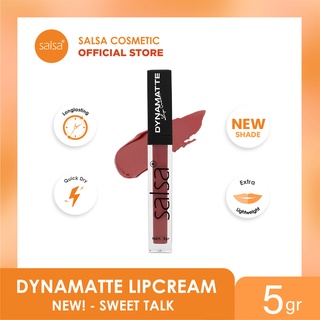 salsa
SALSA COSMETIC
OFFICIAL STORE
Longlasting
Quick Dry
DYNAMATTE
salsa
NEW
SHADE
Extra
Lightweight
DYNAMATTE LIPCREAM
NEW! - SWEET TALK
5gr